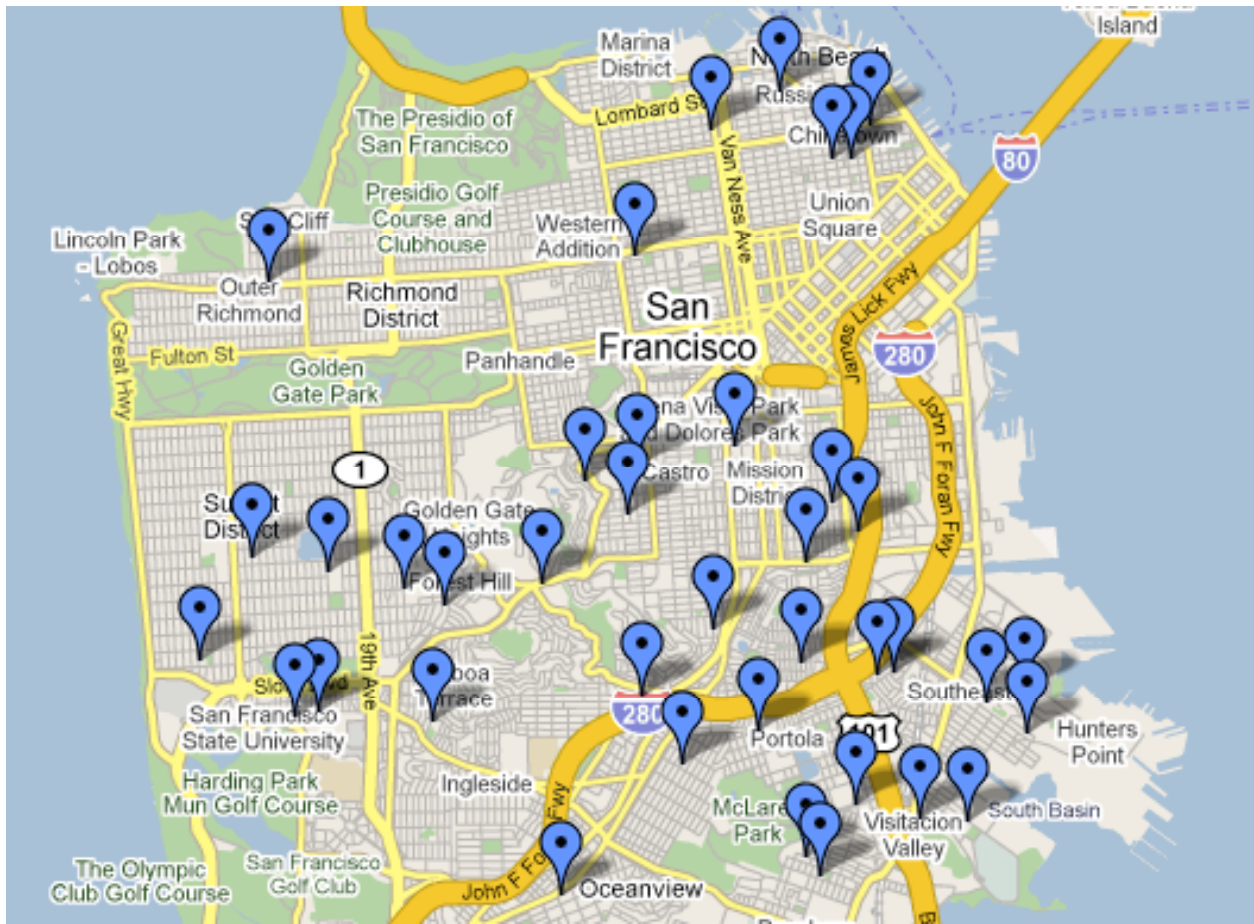 Island
Marina
District
North Beach
Lombard
The Presidio of
San Francisco
80
Van Ness Ave
Presidio Golf
Course and
Clubhouse
Western
Addition
Union
Square
Cliff
Lincoln Park
- Lobos
Outer
Richmond
Richmond
District
San
Francisco
James Lick Fwy
280
Great Hwy
Fulton St
Panhandle
Golden
Gate Park
John F Foran Fwy
Park
Dolores Park
1
Castro
Mission
District
Golden Gate
Heights
District
Forest Hill
19th Ave
Terrace
San Francisco
State University
280
Southeast
101
Portola
Hunters
Point
Harding Park
Mun Golf Course
Ingleside
McLaren
Park
Visitacion
Valley
South Basin
The Olympic
Club Golf Course
San Francisco
Golf Club
John F
Fwy
Oceanview